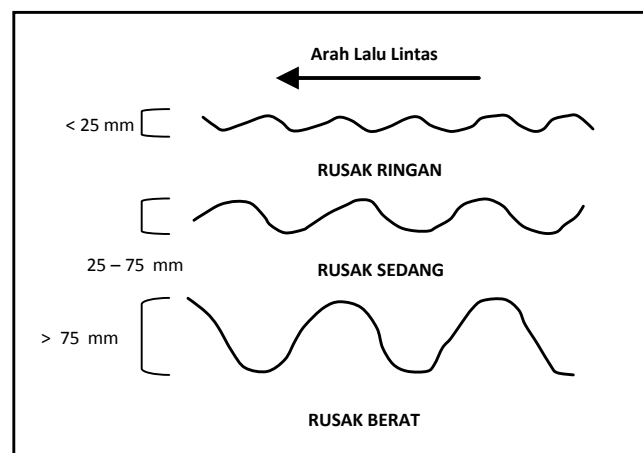 Arah Lalu Lintas
< 25 mm
RUSAK RINGAN
25 – 75 mm
RUSAK SEDANG
> 75 mm
RUSAK BERAT